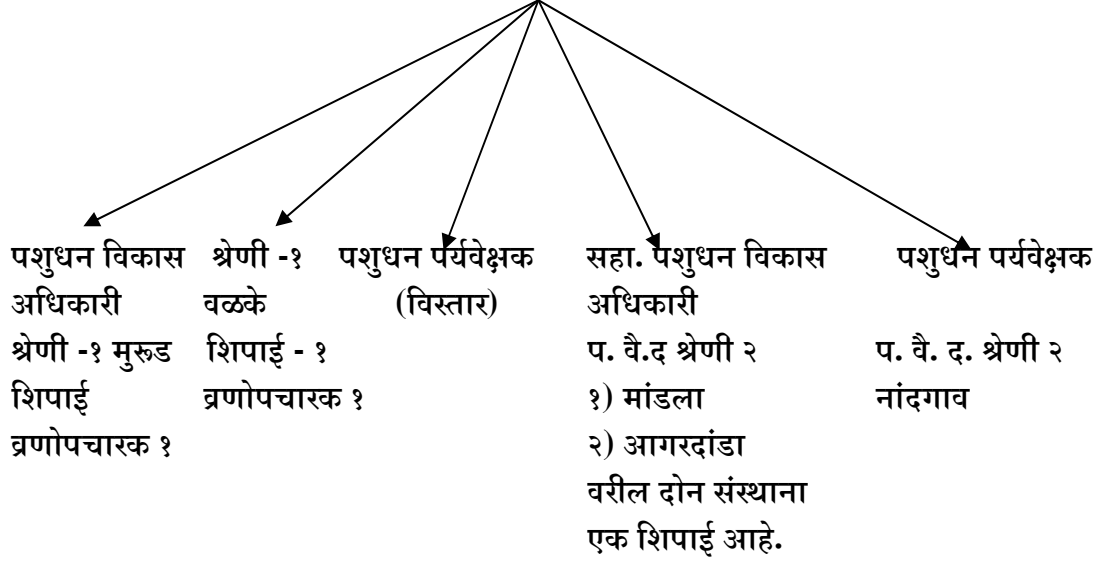 पशुधन विकास
अधिकारी
श्रेणी -१ मुरूड
शिपाई
व्रणोपचारक १
श्रेणी -१
वळके
शिपाई - १
व्रणोपचारक १
पशुधन पर्यवेक्षक
(विस्तार)
सहा. पशुधन विकास
अधिकारी
प. वै.द श्रेणी २
१) मांडला
२) आगरदांडा
वरील दोन संस्थाना
एक शिपाई आहे.
पशुधन पर्यवेक्षक
प. वै. द. श्रेणी २
नांदगाव